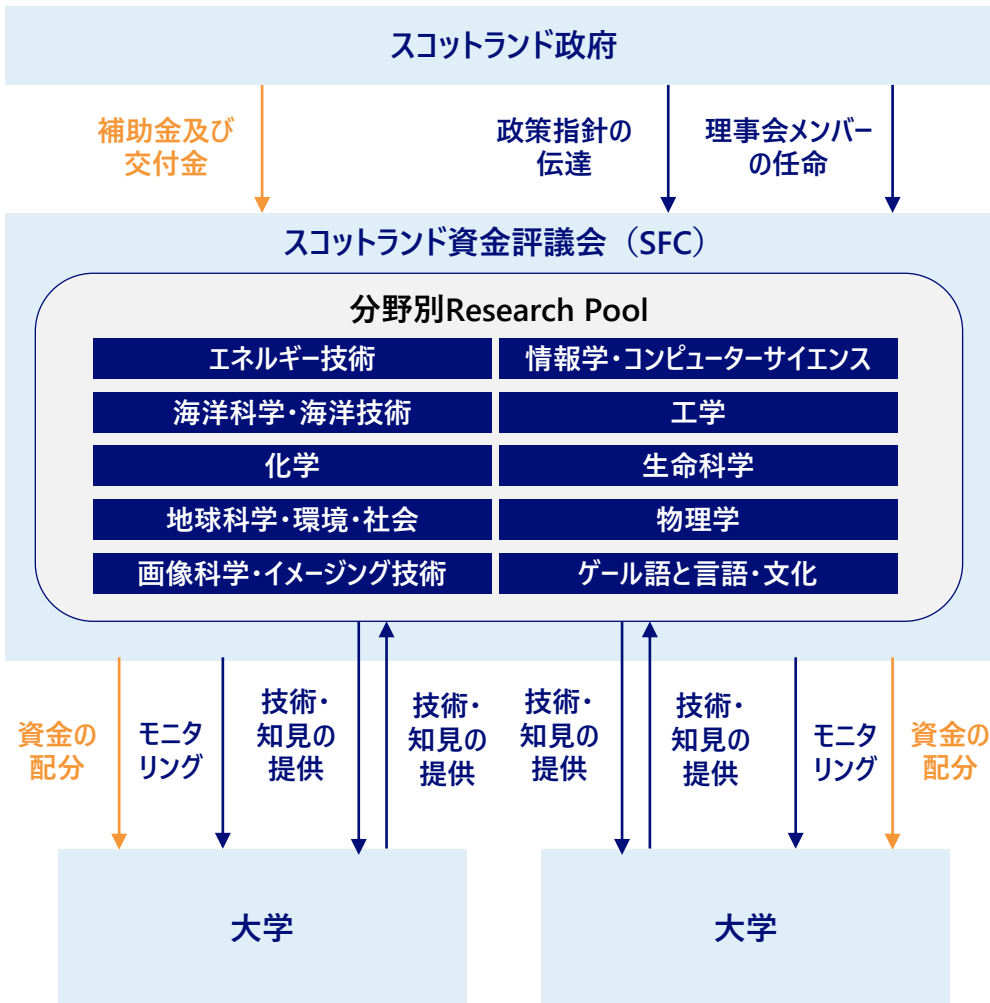 スコットランド政府
補助金及び
交付金
政策指針の
伝達
理事会メンバー
の任命
スコットランド資金評議会（SFC）
分野別Research Pool
エネルギー技術
情報学・コンピューターサイエンス
海洋科学・海洋技術
工学
化学
生命科学
地球科学・環境・社会
物理学
画像科学・イメージング技術
ゲール語と言語・文化
資金の
配分
モニタ
リング
技術・
知見の
提供
技術・
知見の
提供
技術・
知見の
提供
技術・
知見の
提供
モニタ
リング
資金の
配分
大学
大学